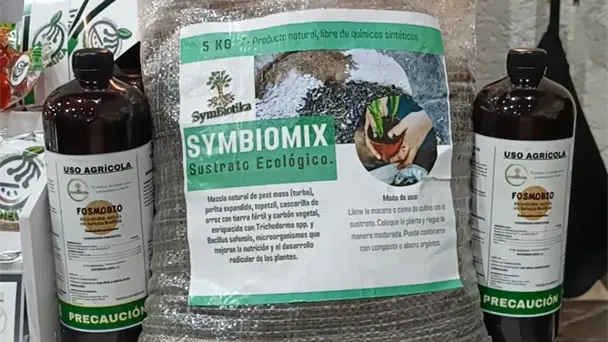 5 KG - Producto natural, libre de químicos sintéticos
Symbiotika
SYMBIOMIX
Sustrato Ecológico.
Mezcla natural de peat moss (turba),
perlita expandida, tepetzil, cascarillo de
arroz con tierra fértil y carbón vegetal,
enriquecida con Trichoderma spp. y
Bacillus safensis, microorganismos que
mejoran la nutrición y el desarrollo
radicular de las plantas.
Modo de uso:
Llene la maceta o cama de cultivo con el
sustrato. Coloque la planta y riegue de
manera moderada. Puede combinarse
con composta o abono orgánico.
USO AGRÍCOLA
FOSMOBIO
PRECAUCIÓN
USO AGRÍCOLA
FOSMOBIO
PRECAUCIÓN